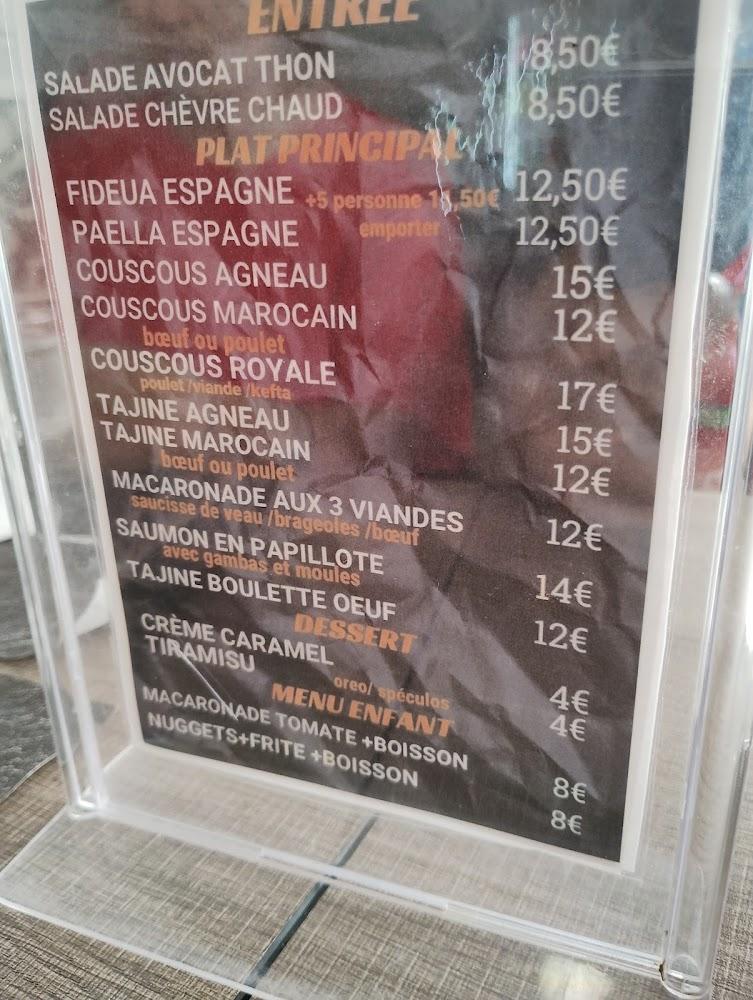 ENTREE
SALADE AVOCAT THON 8,50€
SALADE CHÈVRE CHAUD 8,50€
PLAT PRINCIPAL
FIDEUA ESPAGNE +5 personne 12,50€
PAELLA ESPAGNE emporter 12,50€
COUSCOUS AGNEAU 15€
COUSCOUS MAROCAIN 12€
bœuf ou poulet
COUSCOUS ROYALE 17€
poulet /viande /kefta
TAJINE AGNEAU 15€
TAJINE MAROCAIN 12€
bœuf ou poulet
MACARONADE AUX 3 VIANDES 12€
saucisse de veau /brageoles /bœuf
SAUMON EN PAPILLOTE 14€
avec gambas et moules
TAJINE BOULETTE OEUF 12€
DESSERT
CRÈME CARAMEL 4€
TIRAMISU oreo/ spéculos 4€
MENU ENFANT
MACARONADE TOMATE +BOISSON 8€
NUGGETS+FRITE +BOISSON 8€